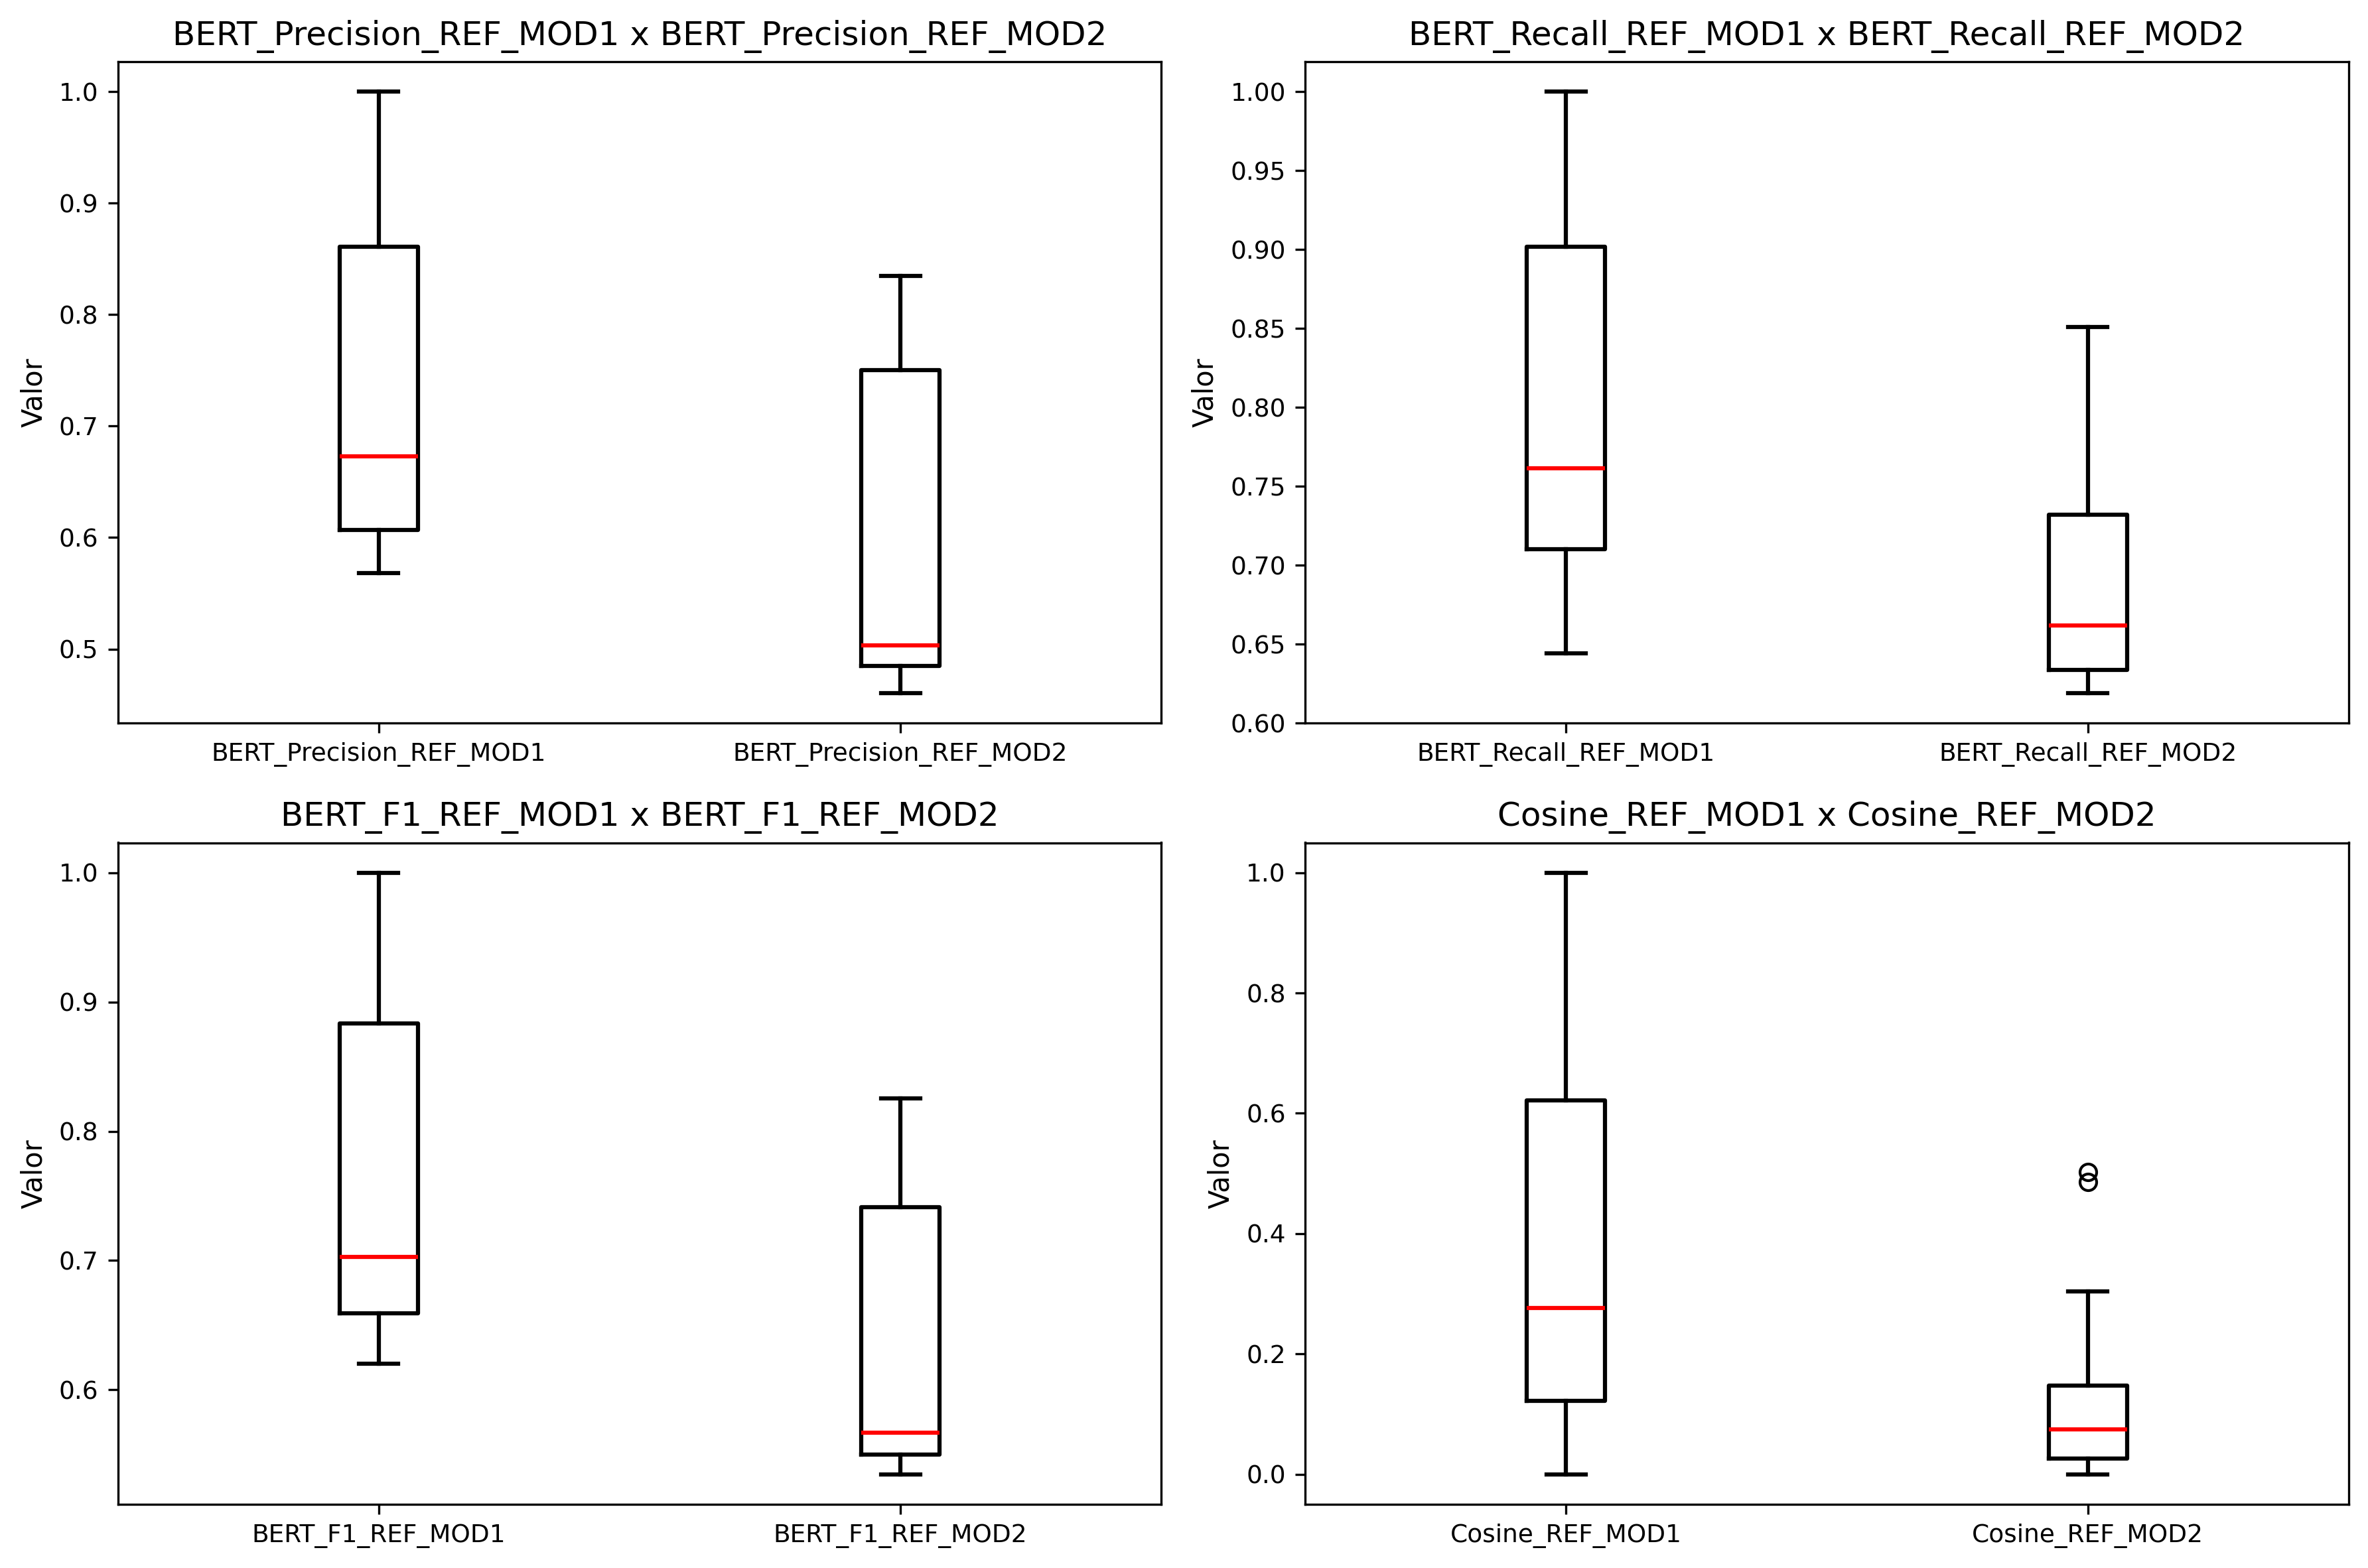 BERT_Precision_REF_MOD1 x BERT_Precision_REF_MOD2
1.0
0.9
0.8
0.7
0.6
0.5
Valor
BERT_Precision_REF_MOD1
BERT_Precision_REF_MOD2
BERT_Recall_REF_MOD1 x BERT_Recall_REF_MOD2
1.00
0.95
0.90
0.85
0.80
0.75
0.70
0.65
0.60
Valor
BERT_Recall_REF_MOD1
BERT_Recall_REF_MOD2
BERT_F1_REF_MOD1 x BERT_F1_REF_MOD2
1.0
0.9
0.8
0.7
0.6
Valor
BERT_F1_REF_MOD1
BERT_F1_REF_MOD2
Cosine_REF_MOD1 x Cosine_REF_MOD2
1.0
0.8
0.6
0.4
0.2
0.0
Valor
Cosine_REF_MOD1
Cosine_REF_MOD2